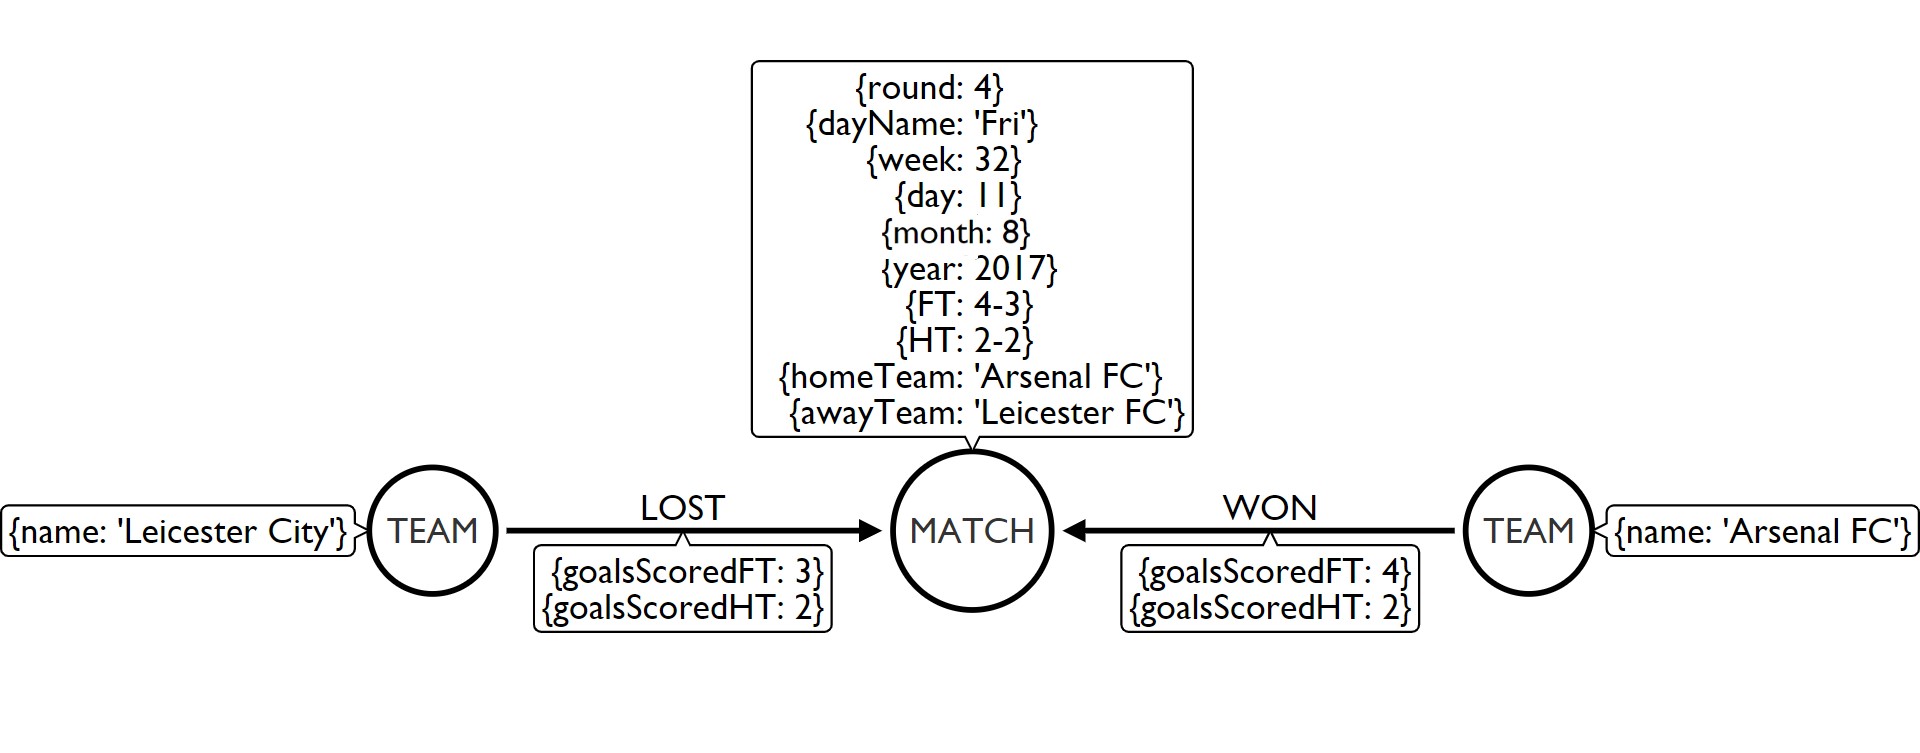 {round: 4}
{dayName: 'Fri'}
{week: 32}
{day: 11}
{month: 8}
{year: 2017}
{FT: 4-3}
{HT: 2-2}
{homeTeam: 'Arsenal FC'}
{awayTeam: 'Leicester FC'}
{name: 'Leicester City'}
TEAM
LOST
{goalsScoredFT: 3}
{goalsScoredHT: 2}
MATCH
WON
{goalsScoredFT: 4}
{goalsScoredHT: 2}
TEAM
{name: 'Arsenal FC'}